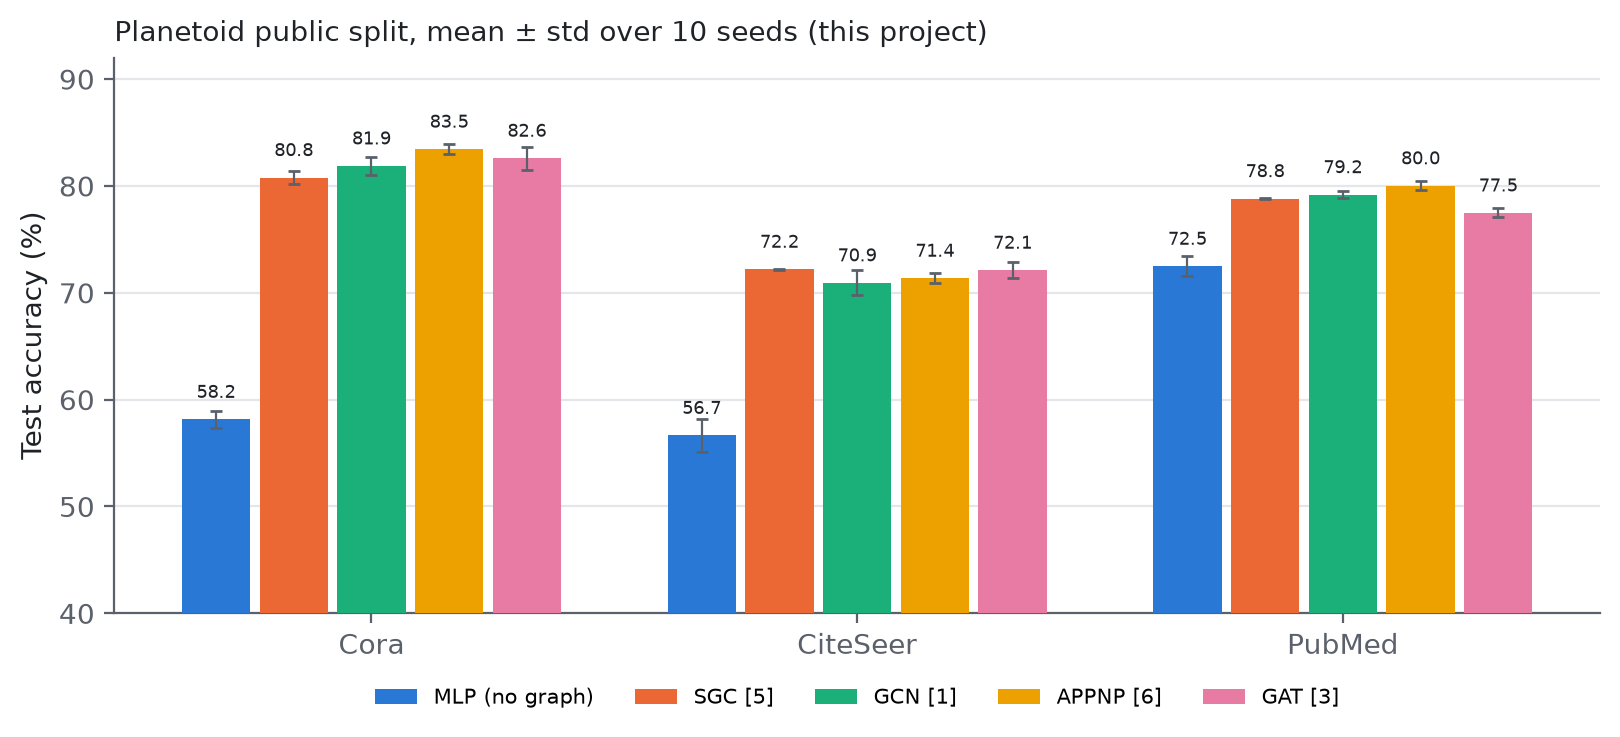 Planetoid public split, mean ± std over 10 seeds (this project)
Test accuracy (%)
90
80
70
60
50
40
58.2
80.8
81.9
83.5
82.6
56.7
72.2
70.9
71.4
72.1
72.5
78.8
79.2
80.0
77.5
Cora
CiteSeer
PubMed
MLP (no graph)
SGC [5]
GCN [1]
APPNP [6]
GAT [3]